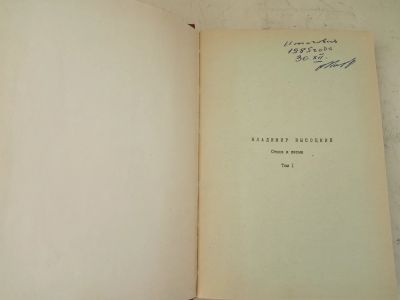 1985 года
30 XII
ВЛАДИМИР ВЫСОЦКИЙ
Стихи и песни
Том I